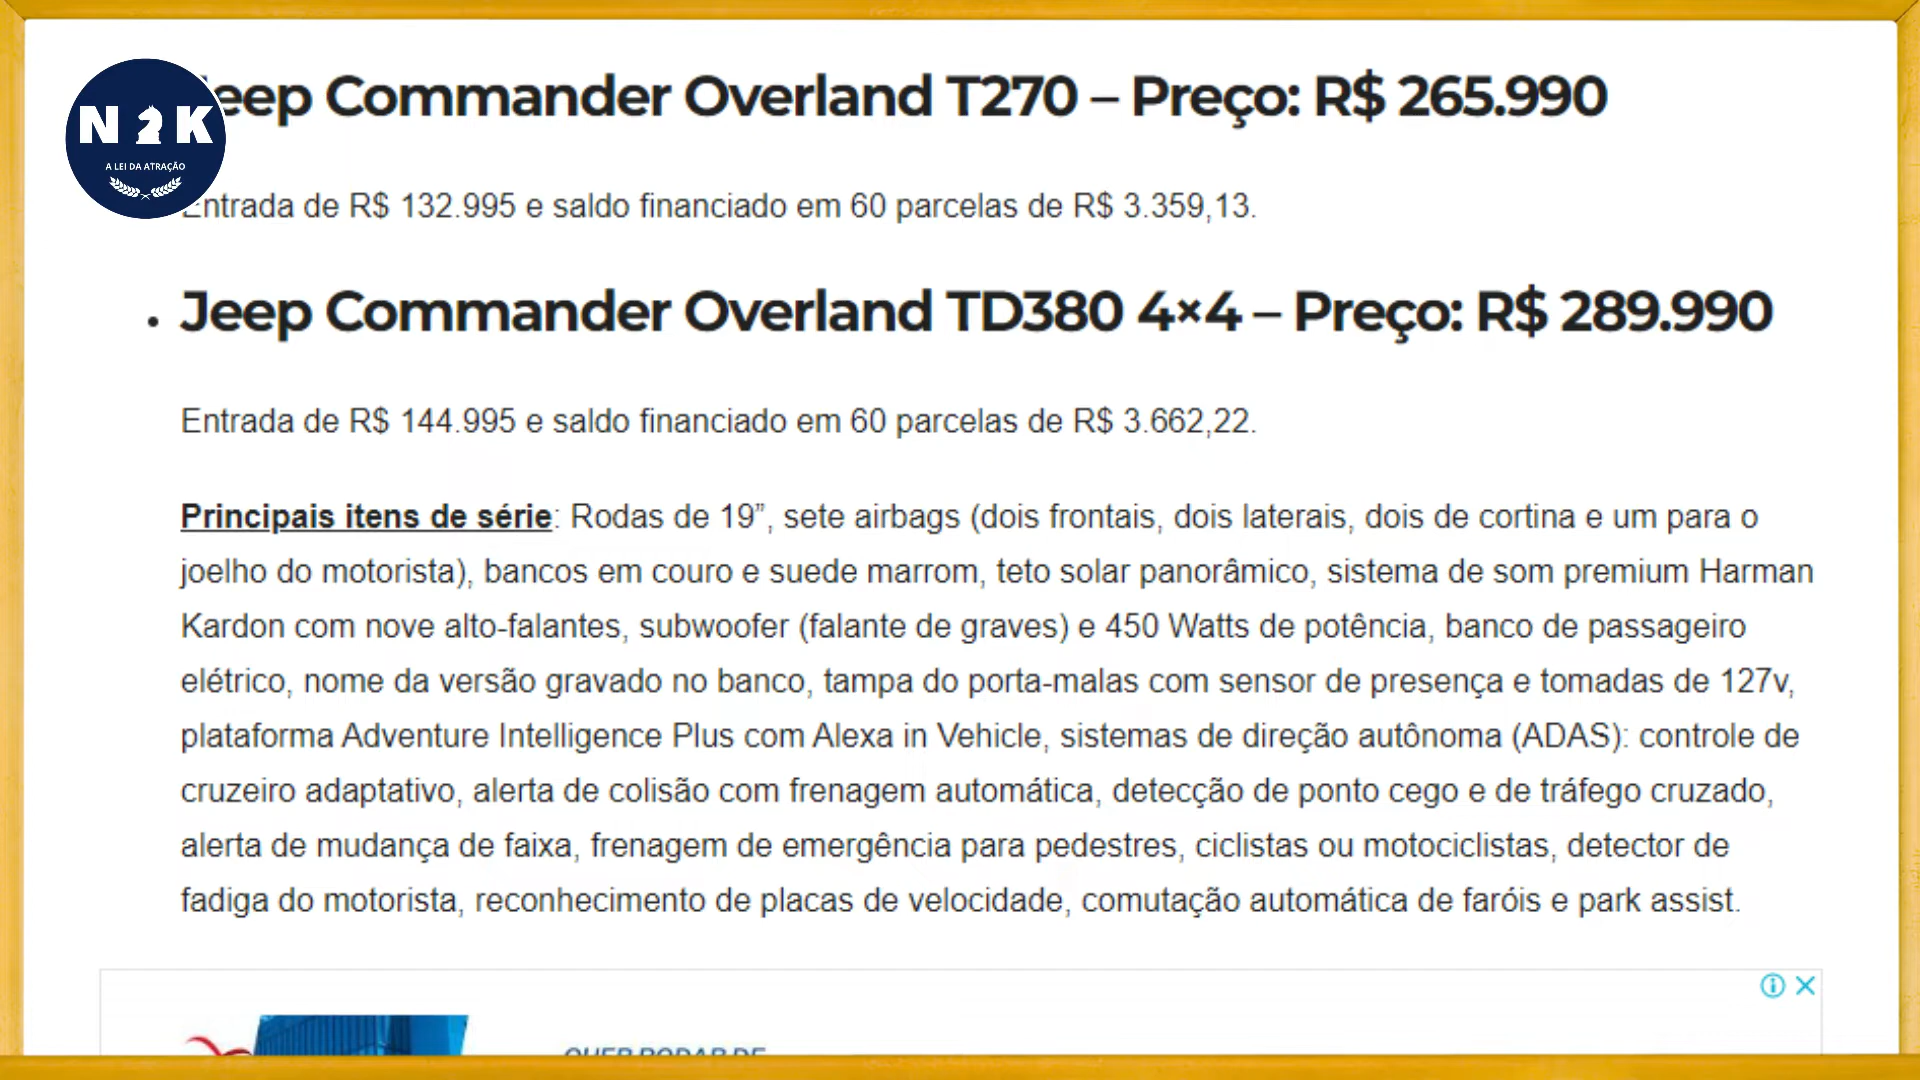 Jeep Commander Overland T270 – Preço: R$ 265.990
N K
A LEI DA ATRAÇÃO
Entrada de R$ 132.995 e saldo financiado em 60 parcelas de R$ 3.359,13.
• Jeep Commander Overland TD380 4×4 – Preço: R$ 289.990
Entrada de R$ 144.995 e saldo financiado em 60 parcelas de R$ 3.662,22.
Principais itens de série: Rodas de 19”, sete airbags (dois frontais, dois laterais, dois de cortina e um para o
joelho do motorista), bancos em couro e suede marrom, teto solar panorâmico, sistema de som premium Harman
Kardon com nove alto-falantes, subwoofer (falante de graves) e 450 Watts de potência, banco de passageiro
elétrico, nome da versão gravado no banco, tampa do porta-malas com sensor de presença e tomadas de 127v,
plataforma Adventure Intelligence Plus com Alexa in Vehicle, sistemas de direção autônoma (ADAS): controle de
cruzeiro adaptativo, alerta de colisão com frenagem automática, detecção de ponto cego e de tráfego cruzado,
alerta de mudança de faixa, frenagem de emergência para pedestres, ciclistas ou motociclistas, detector de
fadiga do motorista, reconhecimento de placas de velocidade, comutação automática de faróis e park assist.
QUER RODAR DE